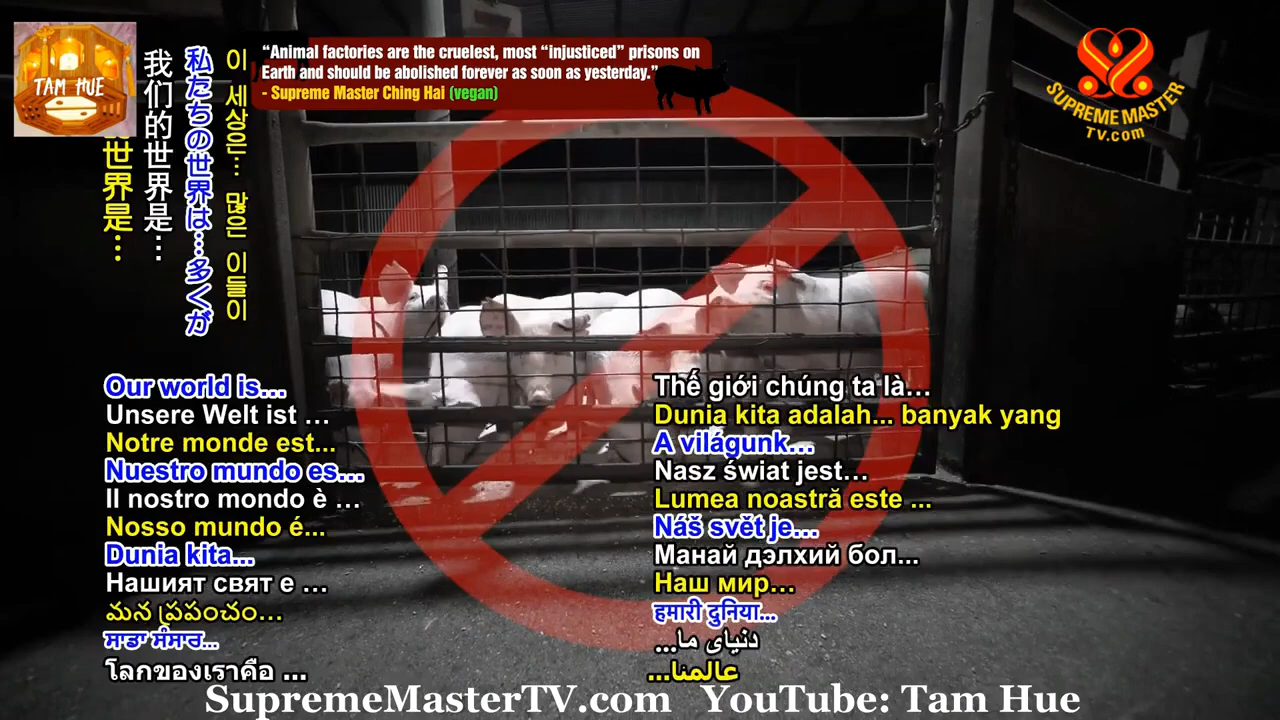 TAM HUE
世界是…
我们的世界是…
私たちの世界は…多くが
이 세상은… 많은 이들이
“Animal factories are the cruelest, most “injusticed” prisons on
Earth and should be abolished forever as soon as yesterday.”
- Supreme Master Ching Hai (vegan)
SUPREME MASTER
TV.com
Our world is…
Unsere Welt ist …
Notre monde est...
Nuestro mundo es...
Il nostro mondo è …
Nosso mundo é...
Dunia kita...
Нашият свят е …
మన ప్రపంచం…
ਸਾਡਾ ਸੰਸਾਰ...
โลกของเราคือ ...
Thế giới chúng ta là…
Dunia kita adalah... banyak yang
A világunk…
Nasz świat jest…
Lumea noastră este ...
Náš svět je…
Манай дэлхий бол...
Наш мир…
हमारी दुनिया...
دنیای ما...
عالمنا...
SupremeMasterTV.com YouTube: Tam Hue